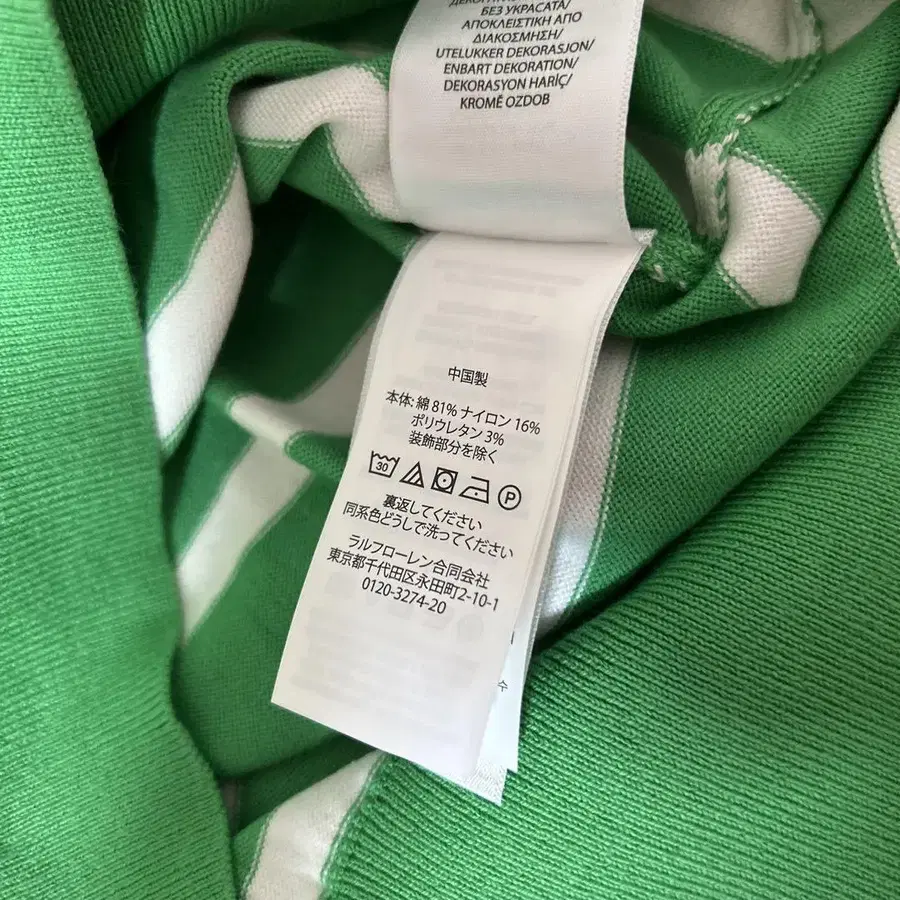 БЕЗ УКРАСАТА/
ΑΠΟΚΛΕΙΣΤΙΚΗ ΑΠΟ
ΔΙΑΚΟΣΜΗΣΗ/
UTELUKKER DEKORASJON/
ENBART DEKORATION/
DEKORASYON HARİÇ/
KROMĚ OZDOB
中国製
本体: 綿 81% ナイロン 16%
ポリウレタン 3%
装飾部分を除く
30 P
裏返してください
同系色どうしで洗ってください
ラルフローレン合同会社
東京都千代田区永田町2-10-1
0120-3274-20
수